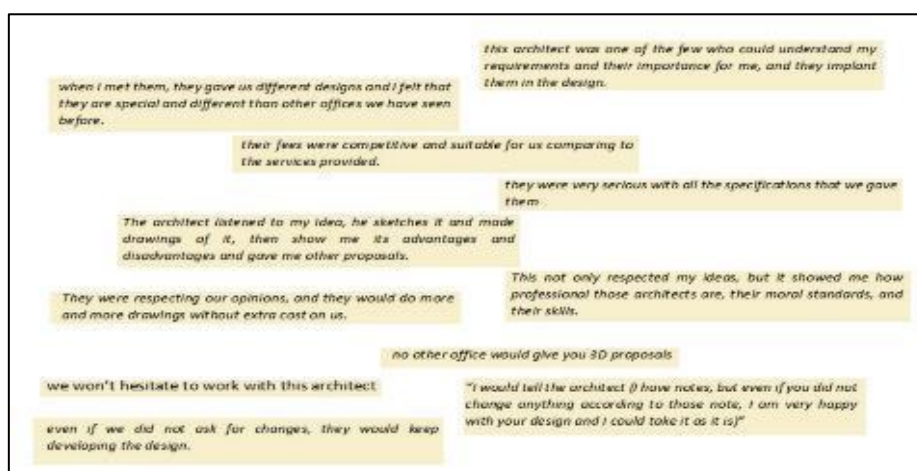 this architect was one of the few who could understand my
requirements and their importance for me, and they implant
them in the design.
when I met them, they gave us different designs and I felt that
they are special and different than other offices we have seen
before.
their fees were competitive and suitable for us comparing to
the services provided.
they were very serious with all the specifications that we gave
them
The architect listened to my idea, he sketches it and made
drawings of it, then show me its advantages and
disadvantages and gave me other proposals.
This not only respected my ideas, but it showed me how
professional those architects are, their moral standards, and
their skills.
They were respecting our opinions, and they would do more
and more drawings without extra cost on us.
no other office would give you 3D proposals
we won't hesitate to work with this architect
"I would tell the architect (I have notes, but even if you did not
change anything according to those note, I am very happy
with your design and I could take it as it is)"
even if we did not ask for changes, they would keep
developing the design.